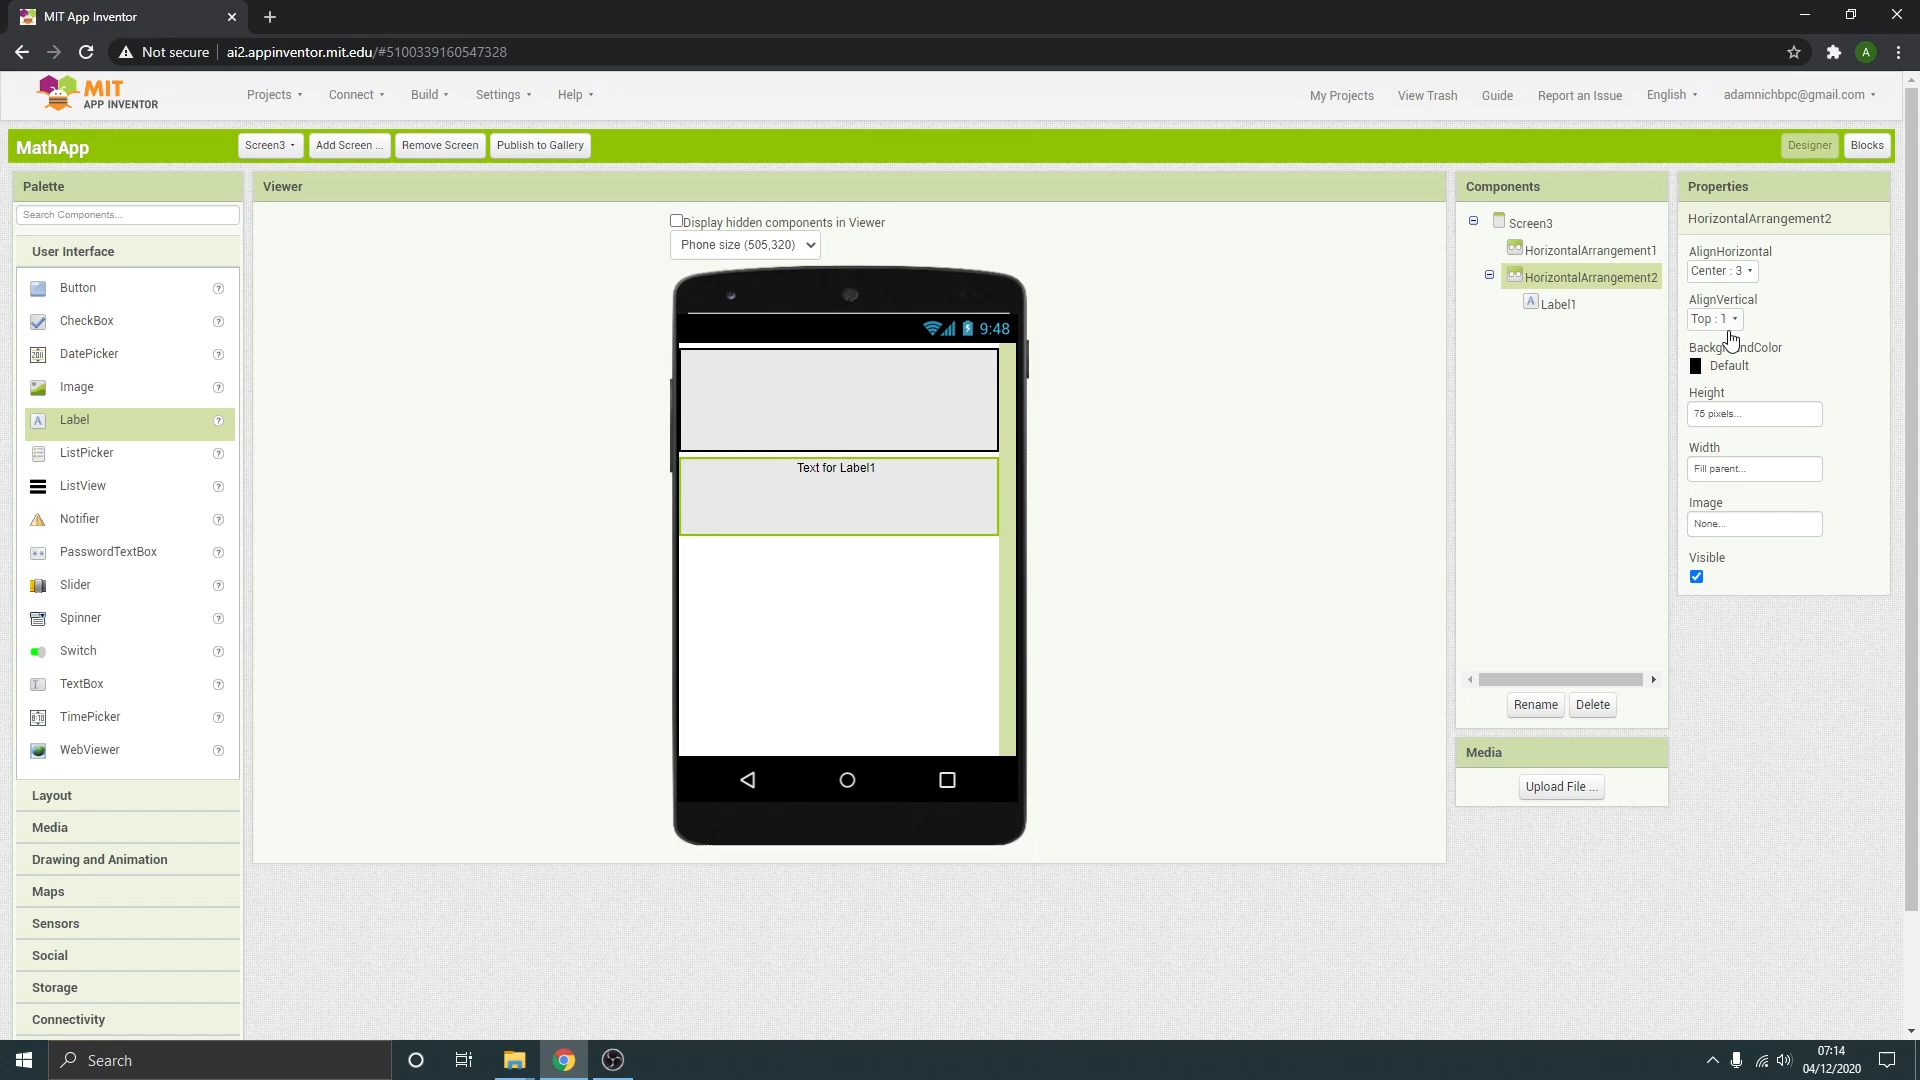 MIT App Inventor
Not secure
ai2.appinventor.mit.edu/#5100339160547328
A
MIT
APP INVENTOR
Projects
Connect
Build
Settings
Help
My Projects
View Trash
Guide
Report an Issue
English
adamnichbpc@gmail.com
MathApp
Screen3
Add Screen ...
Remove Screen
Publish to Gallery
Designer
Blocks
Palette
Search Components...
User Interface
Button
CheckBox
DatePicker
Image
Label
ListPicker
ListView
Notifier
PasswordTextBox
Slider
Spinner
Switch
TextBox
TimePicker
WebViewer
Layout
Media
Drawing and Animation
Maps
Sensors
Social
Storage
Connectivity
Viewer
Display hidden components in Viewer
Phone size (505,320)
9:48
Text for Label1
Components
Screen3
HorizontalArrangement1
HorizontalArrangement2
Label1
Rename
Delete
Media
Upload File ...
Properties
HorizontalArrangement2
AlignHorizontal
Center : 3
AlignVertical
Top : 1
BackgroundColor
Default
Height
75 pixels...
Width
Fill parent...
Image
None...
Visible
Search
07:14
04/12/2020